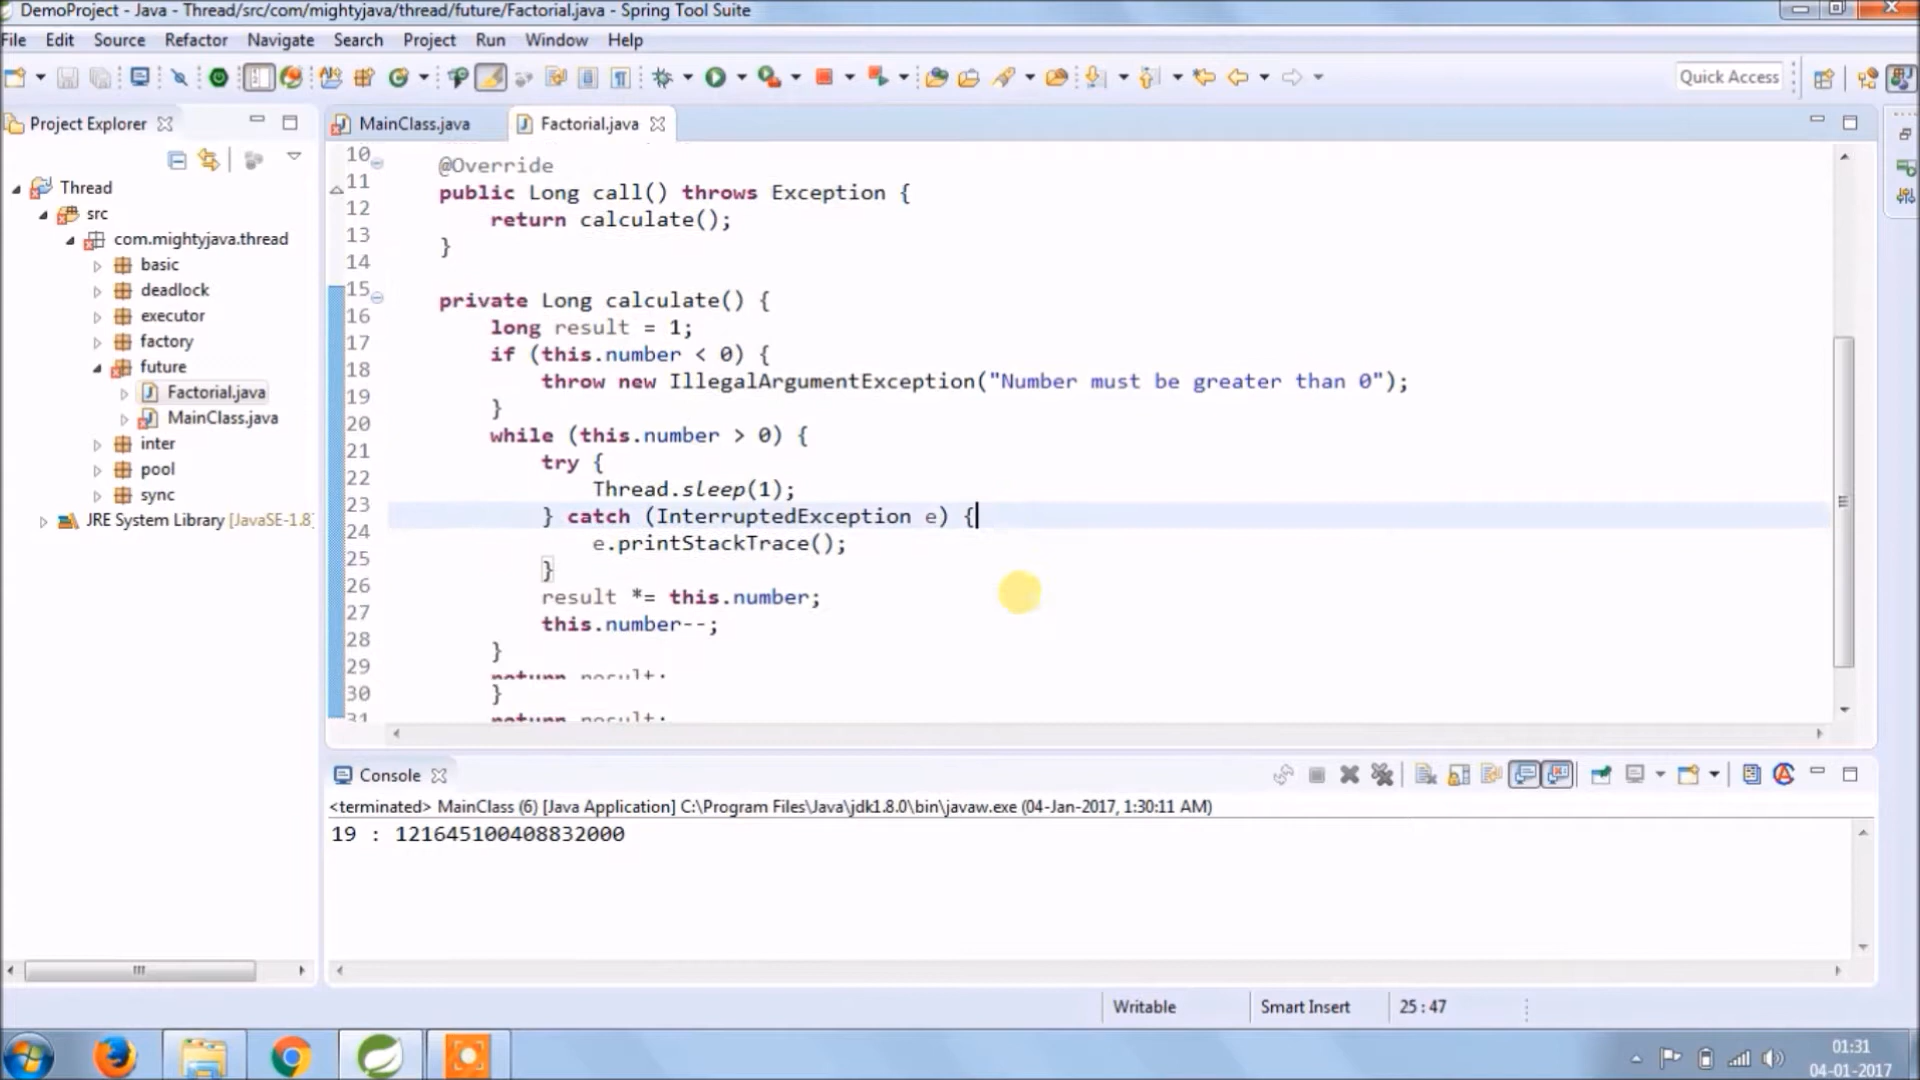 DemoProject - Java - Thread/src/com/mightyjava/thread/future/Factorial.java - Spring Tool Suite
File Edit Source Refactor Navigate Search Project Run Window Help
Quick Access
Project Explorer
MainClass.java
Factorial.java
Thread
src
com.mightyjava.thread
basic
deadlock
executor
factory
future
Factorial.java
MainClass.java
inter
pool
sync
JRE System Library [JavaSE-1.8]
10 @Override
11 public Long call() throws Exception {
12 return calculate();
13 }
14
15 private Long calculate() {
16 long result = 1;
17 if (this.number < 0) {
18 throw new IllegalArgumentException("Number must be greater than 0");
19 }
20 while (this.number > 0) {
21 try {
22 Thread.sleep(1);
23 } catch (InterruptedException e) {
24 e.printStackTrace();
25 }
26 result *= this.number;
27 this.number--;
28 }
29 return result;
30 }
31 return result;
Console
<terminated> MainClass (6) [Java Application] C:\Program Files\Java\jdk1.8.0\bin\javaw.exe (04-Jan-2017, 1:30:11 AM)
19 : 121645100408832000
Writable Smart Insert 25 : 47
01:31
04-01-2017